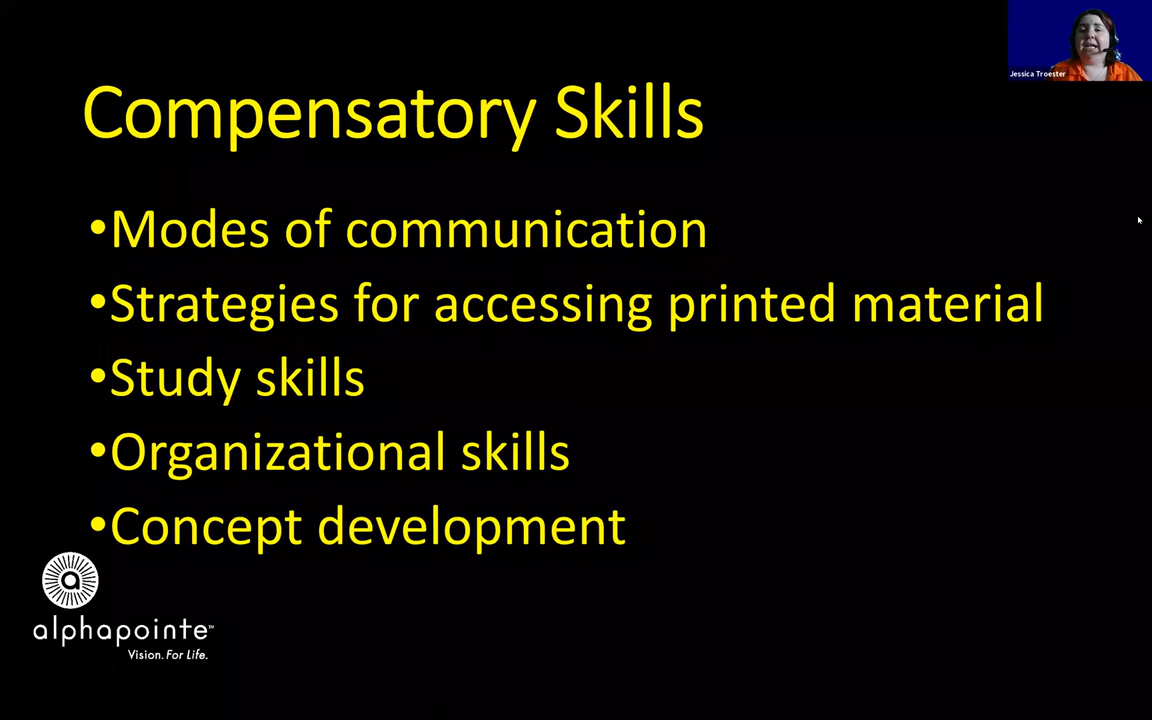 Jessica Troester
Compensatory Skills
•Modes of communication
•Strategies for accessing printed material
•Study skills
•Organizational skills
•Concept development
alphapointe™
Vision. For Life.